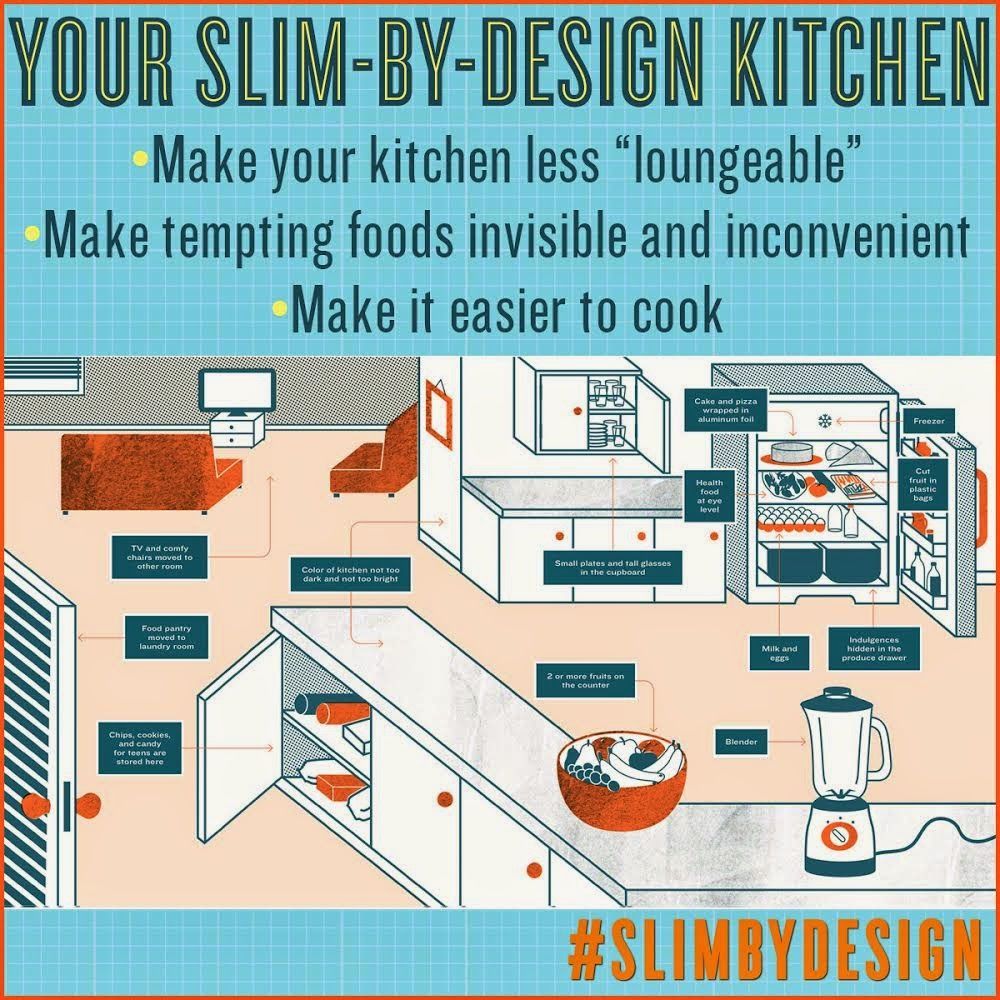 YOUR SLIM-BY-DESIGN KITCHEN
•Make your kitchen less “loungeable”
•Make tempting foods invisible and inconvenient
•Make it easier to cook
Cake and pizza
wrapped in
aluminum foil
Freezer
Health
food
at eye
level
Cut
fruit in
plastic
bags
TV and comfy
chairs moved to
other room
Color of kitchen not too
dark and not too bright
Small plates and tall glasses
in the cupboard
Food pantry
moved to
laundry room
Milk and
eggs
Indulgences
hidden in the
produce drawer
2 or more fruits on
the counter
Chips, cookies,
and candy
for teens are
stored here
Blender
#SLIMBYDESIGN